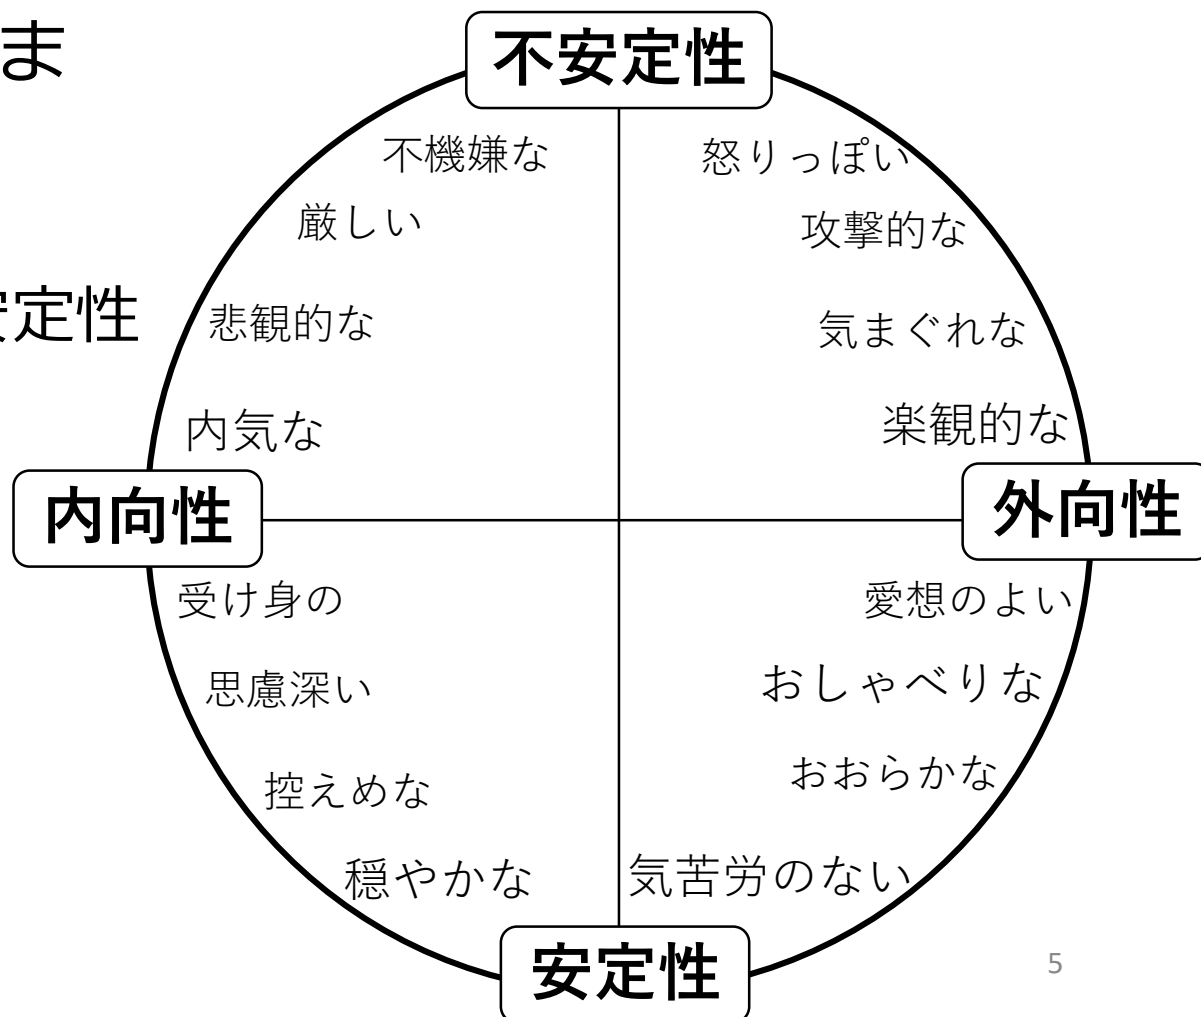 ま
安定性
不安定性
不機嫌な
怒りっぽい
厳しい
攻撃的な
悲観的な
気まぐれな
内気な
楽観的な
内向性
外向性
受け身の
愛想のよい
思慮深い
おしゃべりな
控えめな
おおらかな
穏やかな
気苦労のない
安定性
5